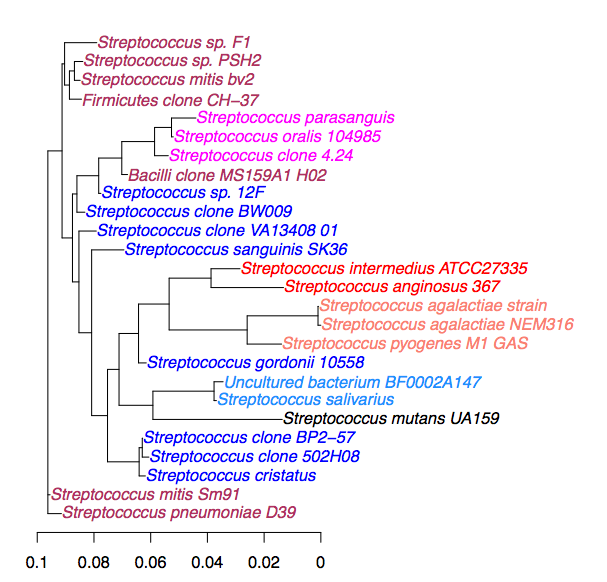 Streptococcus sp. F1
Streptococcus sp. PSH2
Streptococcus mitis bv2
Firmicutes clone CH−37
Streptococcus parasanguis
Streptococcus oralis 104985
Streptococcus clone 4.24
Bacilli clone MS159A1 H02
Streptococcus sp. 12F
Streptococcus clone BW009
Streptococcus clone VA13408 01
Streptococcus sanguinis SK36
Streptococcus intermedius ATCC27335
Streptococcus anginosus 367
Streptococcus agalactiae strain
Streptococcus agalactiae NEM316
Streptococcus pyogenes M1 GAS
Streptococcus gordonii 10558
Uncultured bacterium BF0002A147
Streptococcus salivarius
Streptococcus mutans UA159
Streptococcus clone BP2−57
Streptococcus clone 502H08
Streptococcus cristatus
Streptococcus mitis Sm91
Streptococcus pneumoniae D39
0.1 0.08 0.06 0.04 0.02 0